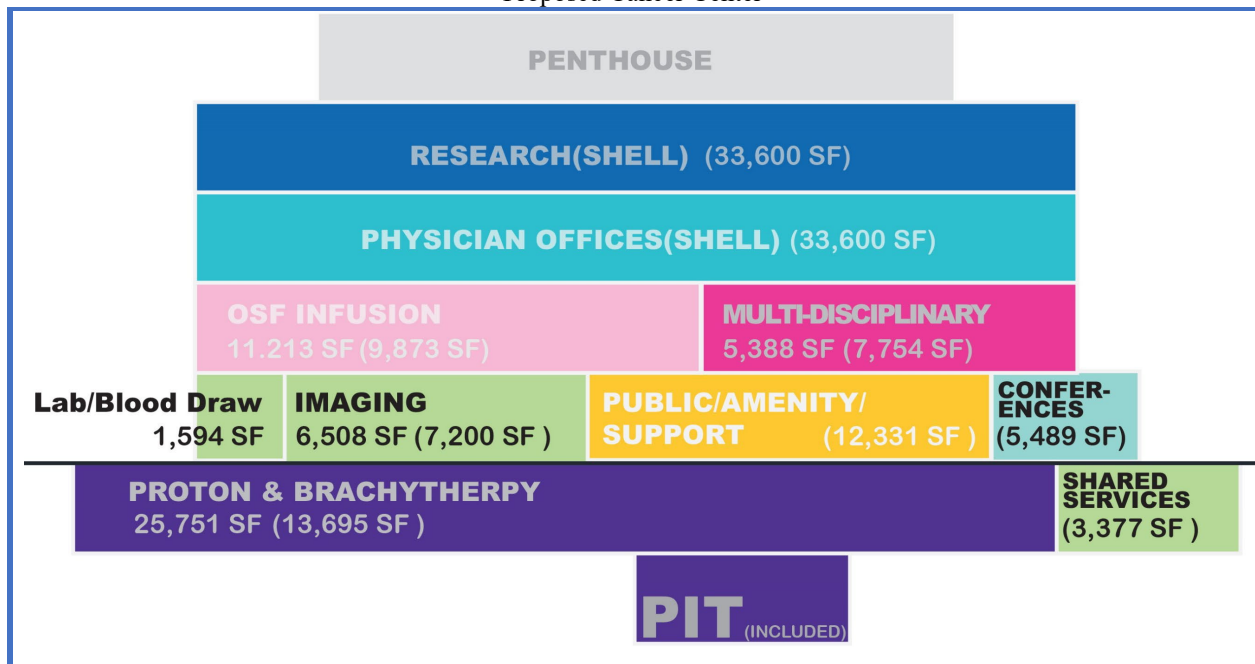 PENTHOUSE
RESEARCH(SHELL) (33,600 SF)
PHYSICIAN OFFICES(SHELL) (33,600 SF)
OSF INFUSION
11.213 SF (9,873 SF)
MULTI-DISCIPLINARY
5,388 SF (7,754 SF)
Lab/Blood Draw
1,594 SF
IMAGING
6,508 SF (7,200 SF )
PUBLIC/AMENITY/
SUPPORT (12,331 SF )
CONFER-
ENCES
(5,489 SF)
PROTON & BRACHYTHERPY
25,751 SF (13,695 SF )
SHARED
SERVICES
(3,377 SF )
PIT (INCLUDED)